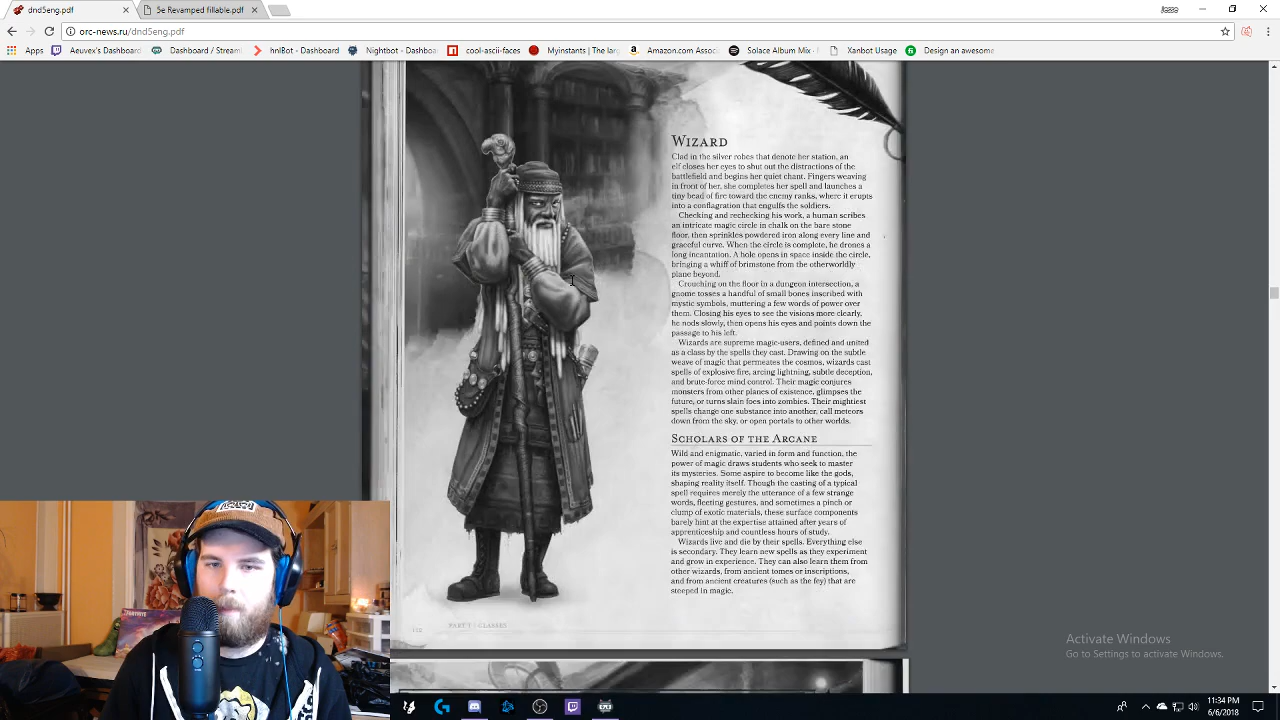 dnd5eng.pdf
5e Revamped fillable.pdf
orc-news.ru/dnd5eng.pdf
Apps
Aeuvex's Dashboard
Dashboard / Stream
hniBot - Dashboard
Nightbot - Dashboa
cool-ascii-faces
Myinstants | The larg
Amazon.com Assoc
Solace Album Mix -
Xanbot Usage
Design an awesome
WIZARD
Clad in the silver robes that denote her station, an
elf closes her eyes to shut out the distractions of the
battlefield and begins her quiet chant. Fingers weaving
in front of her, she completes her spell and launches a
tiny bead of fire toward the enemy ranks, where it erupts
into a conflagration that engulfs the soldiers.
Checking and rechecking his work, a human scribes
an intricate magic circle in chalk on the bare stone
floor, then sprinkles powdered iron along every line and
graceful curve. When the circle is complete, he drones a
long incantation. A hole opens in space inside the circle,
bringing a whiff of brimstone from the otherworldly
plane beyond.
Crouching on the floor in a dungeon intersection, a
gnome tosses a handful of small bones inscribed with
mystic symbols, muttering a few words of power over
them. Closing his eyes to see the visions more clearly,
he nods slowly, then opens his eyes and points down the
passage to his left.
Wizards are supreme magic-users, defined and united
as a class by the spells they cast. Drawing on the subtle
weave of magic that permeates the cosmos, wizards cast
spells of explosive fire, arcing lightning, subtle deception,
and brute-force mind control. Their magic conjures
monsters from other planes of existence, glimpses the
future, or turns slain foes into zombies. Their mightiest
spells change one substance into another, call meteors
down from the sky, or open portals to other worlds.
SCHOLARS OF THE ARCANE
Wild and enigmatic, varied in form and function, the
power of magic draws students who seek to master
its mysteries. Some aspire to become like the gods,
shaping reality itself. Though the casting of a typical
spell requires merely the utterance of a few strange
words, fleeting gestures, and sometimes a pinch or
clump of exotic materials, these surface components
barely hint at the expertise attained after years of
apprenticeship and countless hours of study.
Wizards live and die by their spells. Everything else
is secondary. They learn new spells as they experiment
and grow in experience. They can also learn them from
other wizards, from ancient tomes or inscriptions,
and from ancient creatures (such as the fey) that are
steeped in magic.
PART 1 | CLASSES
FORTNITE
Activate Windows
Go to Settings to activate Windows.
11:34 PM
6/6/2018